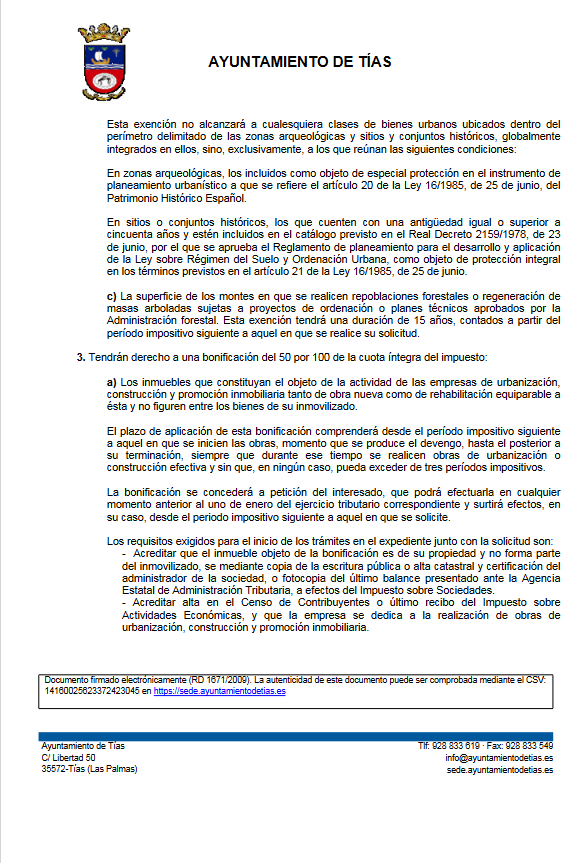 AYUNTAMIENTO DE TÍAS
Esta exención no alcanzará a cualesquiera clases de bienes urbanos ubicados dentro del
perímetro delimitado de las zonas arqueológicas y sitios y conjuntos históricos, globalmente
integrados en ellos, sino, exclusivamente, a los que reúnan las siguientes condiciones:
En zonas arqueológicas, los incluidos como objeto de especial protección en el instrumento de
planeamiento urbanístico a que se refiere el artículo 20 de la Ley 16/1985, de 25 de junio, del
Patrimonio Histórico Español.
En sitios o conjuntos históricos, los que cuenten con una antigüedad igual o superior a
cincuenta años y estén incluidos en el catálogo previsto en el Real Decreto 2159/1978, de 23
de junio, por el que se aprueba el Reglamento de planeamiento para el desarrollo y aplicación
de la Ley sobre Régimen del Suelo y Ordenación Urbana, como objeto de protección integral
en los términos previstos en el artículo 21 de la Ley 16/1985, de 25 de junio.
c) La superficie de los montes en que se realicen repoblaciones forestales o regeneración de
masas arboladas sujetas a proyectos de ordenación o planes técnicos aprobados por la
Administración forestal. Esta exención tendrá una duración de 15 años, contados a partir del
período impositivo siguiente a aquel en que se realice su solicitud.
3. Tendrán derecho a una bonificación del 50 por 100 de la cuota íntegra del impuesto:
a) Los inmuebles que constituyan el objeto de la actividad de las empresas de urbanización,
construcción y promoción inmobiliaria tanto de obra nueva como de rehabilitación equiparable a
ésta y no figuren entre los bienes de su inmovilizado.
El plazo de aplicación de esta bonificación comprenderá desde el período impositivo siguiente
a aquel en que se inicien las obras, momento que se produce el devengo, hasta el posterior a
su terminación, siempre que durante ese tiempo se realicen obras de urbanización o
construcción efectiva y sin que, en ningún caso, pueda exceder de tres períodos impositivos.
La bonificación se concederá a petición del interesado, que podrá efectuarla en cualquier
momento anterior al uno de enero del ejercicio tributario correspondiente y surtirá efectos, en
su caso, desde el periodo impositivo siguiente a aquel en que se solicite.
Los requisitos exigidos para el inicio de los trámites en el expediente junto con la solicitud son:
- Acreditar que el inmueble objeto de la bonificación es de su propiedad y no forma parte
del inmovilizado, se mediante copia de la escritura pública o alta catastral y certificación del
administrador de la sociedad, o fotocopia del último balance presentado ante la Agencia
Estatal de Administración Tributaria, a efectos del Impuesto sobre Sociedades.
- Acreditar alta en el Censo de Contribuyentes o último recibo del Impuesto sobre
Actividades Económicas, y que la empresa se dedica a la realización de obras de
urbanización, construcción y promoción inmobiliaria.
Documento firmado electrónicamente (RD 1671/2009). La autenticidad de este documento puede ser comprobada mediante el CSV:
14160025623372423045 en https://sede.ayuntamientodetias.es
Ayuntamiento de Tías
C/ Libertad 50
35572-Tías (Las Palmas)
Tlf: 928 833 619 · Fax: 928 833 549
info@ayuntamientodetias.es
sede.ayuntamientodetias.es